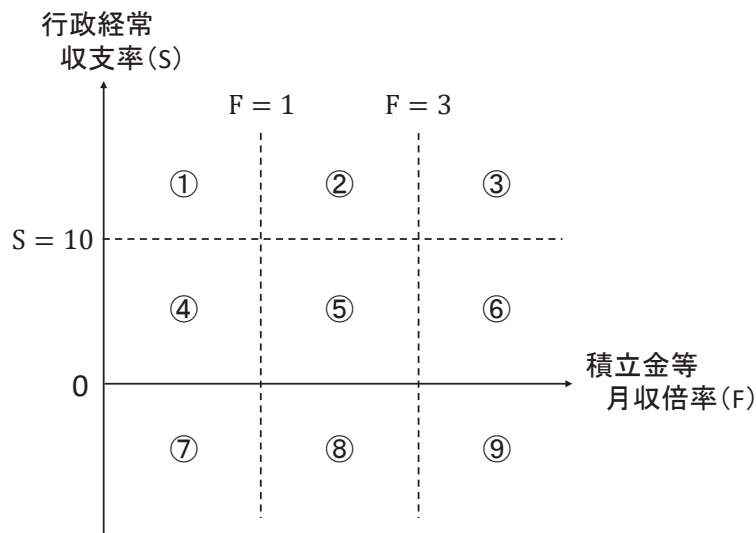 行政経常
収支率(S)
F = 1
F = 3
①
②
③
S = 10
④
⑤
⑥
0
積立金等
月収倍率(F)
⑦
⑧
⑨